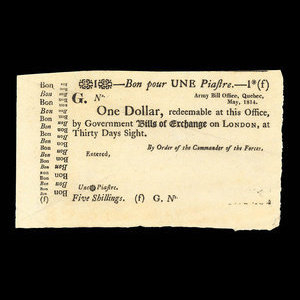 Bon
Bon
Bon
Bon
Bon
Bon
Bon
Bon
Bon
Bon
Bon
1—Bon pour UNE Piaſtre.—1*(f)
G. No.
Army Bill Office, Quebec,
May, 1814.
One Dollar, redeemable at this Office,
by Government Bills of Exchange on LONDON, at
Thirty Days Sight.
By Order of the Commander of the Forces.
Entered,
Une Piaſtre.
(f) Five Shillings. (f) G. No.